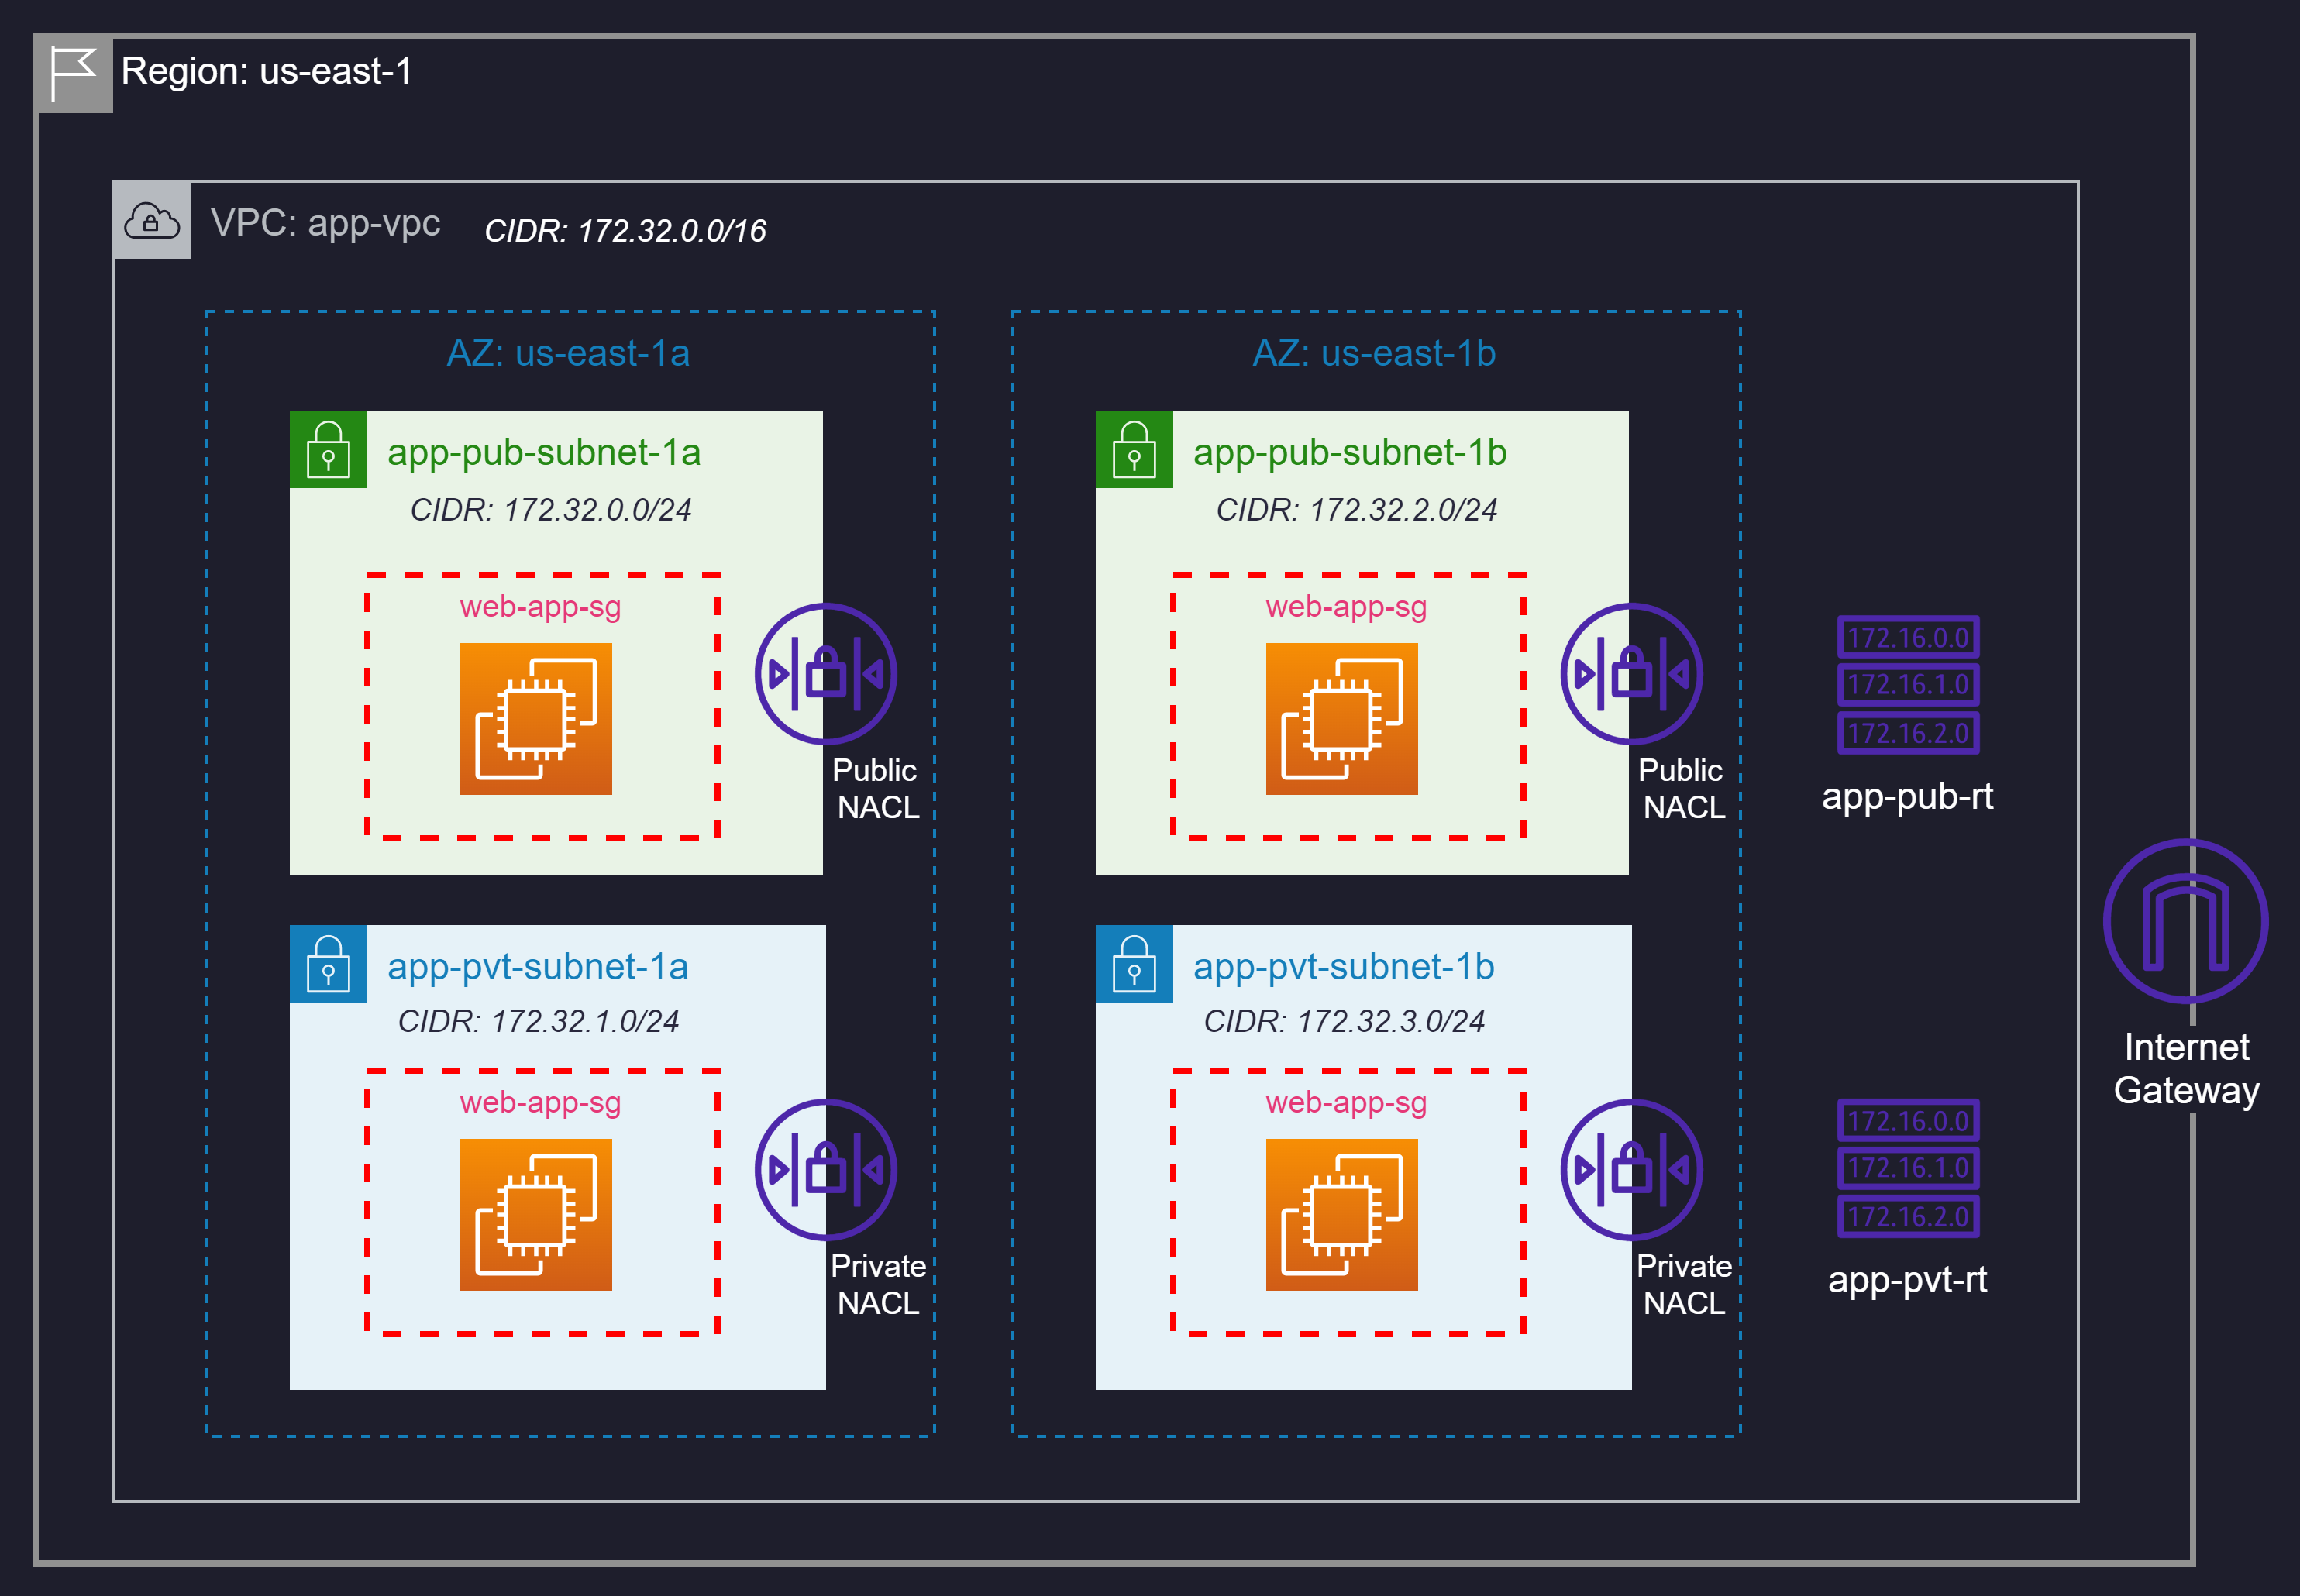 Region: us-east-1
VPC: app-vpc
CIDR: 172.32.0.0/16
AZ: us-east-1a
app-pub-subnet-1a
CIDR: 172.32.0.0/24
web-app-sg
Public
NACL
app-pvt-subnet-1a
CIDR: 172.32.1.0/24
web-app-sg
Private
NACL
AZ: us-east-1b
app-pub-subnet-1b
CIDR: 172.32.2.0/24
web-app-sg
Public
NACL
app-pvt-subnet-1b
CIDR: 172.32.3.0/24
web-app-sg
Private
NACL
172.16.0.0
172.16.1.0
172.16.2.0
app-pub-rt
172.16.0.0
172.16.1.0
172.16.2.0
app-pvt-rt
Internet
Gateway